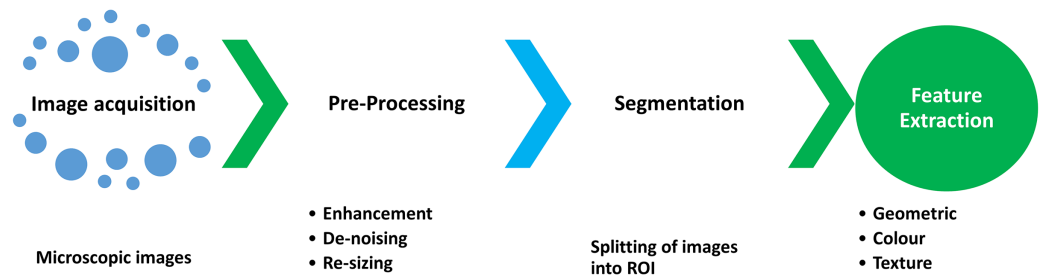 Image acquisition
Pre-Processing
Segmentation
Feature
Extraction
Microscopic images
• Enhancement
• De-noising
• Re-sizing
Splitting of images
into ROI
• Geometric
• Colour
• Texture